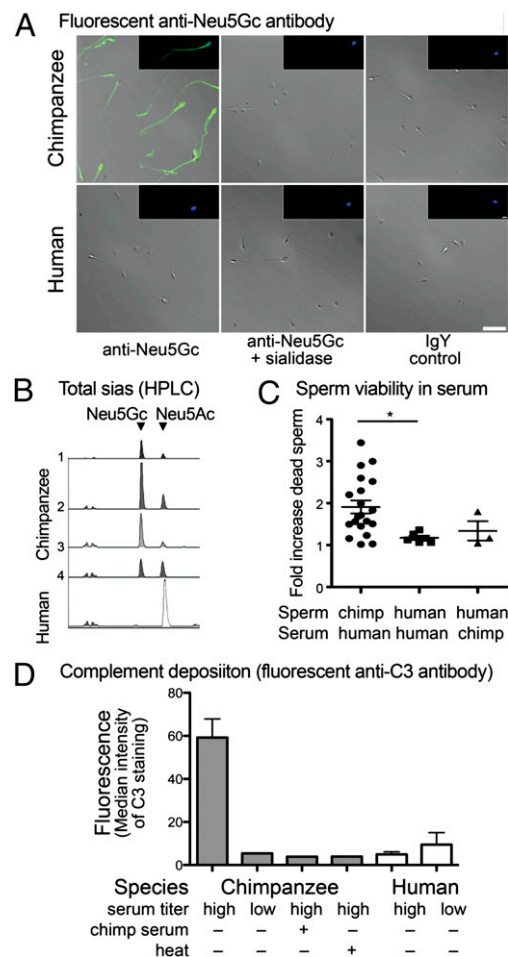 A Fluorescent anti-Neu5Gc antibody
Chimpanzee
Human
anti-Neu5Gc
anti-Neu5Gc
+ sialidase
IgY
control
B
Total sias (HPLC)
Neu5Gc Neu5Ac
Chimpanzee
1
2
3
4
Human
C Sperm viability in serum
*
Fold increase dead sperm
4
3
2
1
0
Sperm chimp human human
Serum human human chimp
D Complement deposiiton (fluorescent anti-C3 antibody)
Fluorescence
(Median intensity
of C3 staining)
80
60
40
20
0
Species Chimpanzee Human
serum titer high low high high high low
chimp serum – – + – – –
heat – – – + – –